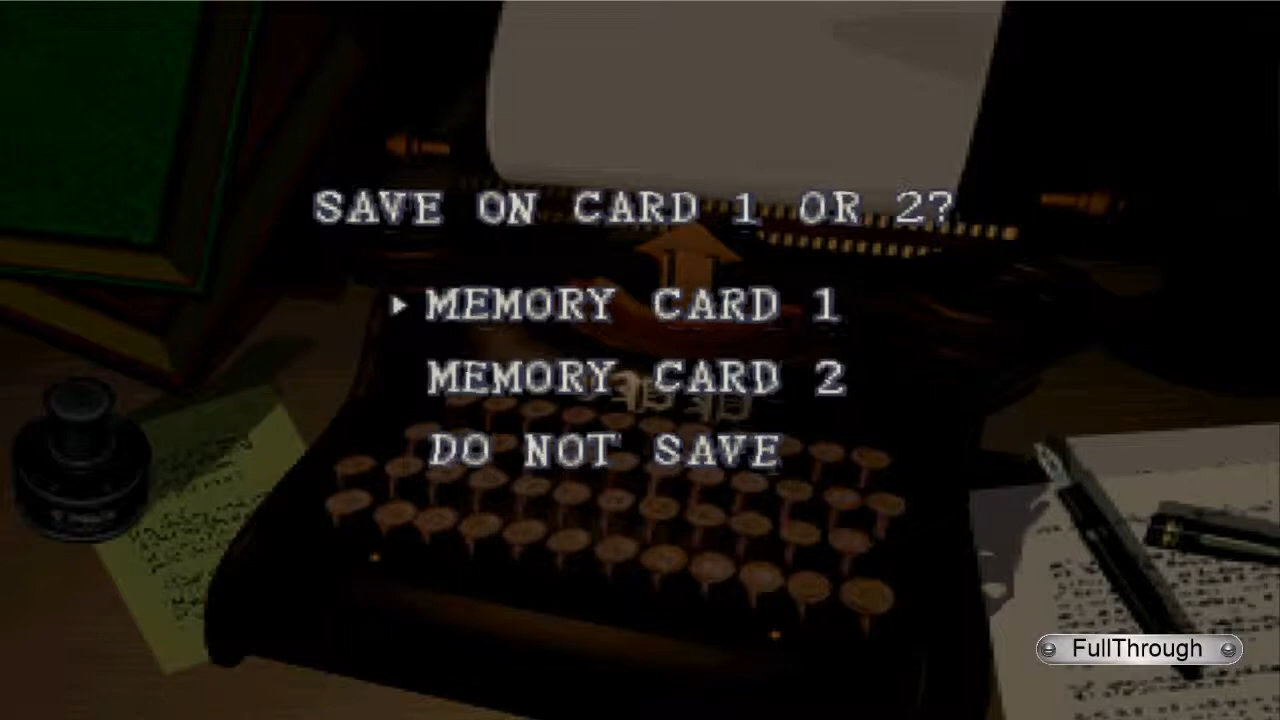 SAVE ON CARD 1 OR 2?
MEMORY CARD 1
MEMORY CARD 2
DO NOT SAVE
FullThrough